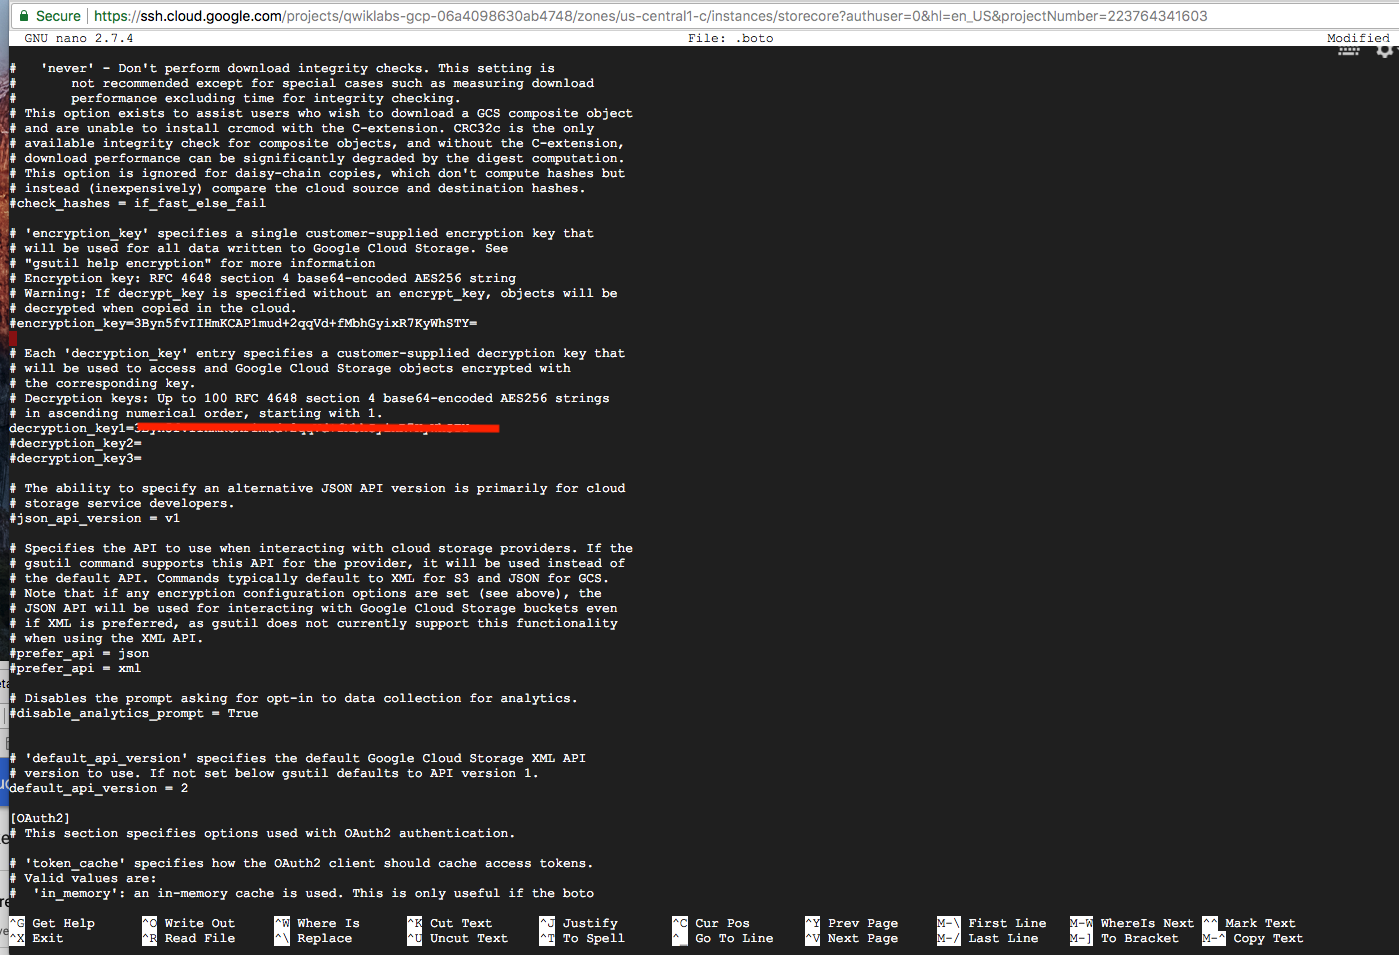 Secure | https://ssh.cloud.google.com/projects/qwiklabs-gcp-06a4098630ab4748/zones/us-central1-c/instances/storecore?authuser=0&hl=en_US&projectNumber=223764341603
GNU nano 2.7.4 File: .boto Modified
#   'never' - Don't perform download integrity checks. This setting is
#       not recommended except for special cases such as measuring download
#       performance excluding time for integrity checking.
# This option exists to assist users who wish to download a GCS composite object
# and are unable to install crcmod with the C-extension. CRC32c is the only
# available integrity check for composite objects, and without the C-extension,
# download performance can be significantly degraded by the digest computation.
# This option is ignored for daisy-chain copies, which don't compute hashes but
# instead (inexpensively) compare the cloud source and destination hashes.
#check_hashes = if_fast_else_fail
# 'encryption_key' specifies a single customer-supplied encryption key that
# will be used for all data written to Google Cloud Storage. See
# "gsutil help encryption" for more information
# Encryption key: RFC 4648 section 4 base64-encoded AES256 string
# Warning: If decrypt_key is specified without an encrypt_key, objects will be
# decrypted when copied in the cloud.
#encryption_key=3Byn5fvIIHmKCAP1mud+2qqVd+fMbhGyixR7KyWhSTY=
# Each 'decryption_key' entry specifies a customer-supplied decryption key that
# will be used to access and Google Cloud Storage objects encrypted with
# the corresponding key.
# Decryption keys: Up to 100 RFC 4648 section 4 base64-encoded AES256 strings
# in ascending numerical order, starting with 1.
decryption_key1=
#decryption_key2=
#decryption_key3=
# The ability to specify an alternative JSON API version is primarily for cloud
# storage service developers.
#json_api_version = v1
# Specifies the API to use when interacting with cloud storage providers. If the
# gsutil command supports this API for the provider, it will be used instead of
# the default API. Commands typically default to XML for S3 and JSON for GCS.
# Note that if any encryption configuration options are set (see above), the
# JSON API will be used for interacting with Google Cloud Storage buckets even
# if XML is preferred, as gsutil does not currently support this functionality
# when using the XML API.
#prefer_api = json
#prefer_api = xml
# Disables the prompt asking for opt-in to data collection for analytics.
#disable_analytics_prompt = True
# 'default_api_version' specifies the default Google Cloud Storage XML API
# version to use. If not set below gsutil defaults to API version 1.
default_api_version = 2
[OAuth2]
# This section specifies options used with OAuth2 authentication.
# 'token_cache' specifies how the OAuth2 client should cache access tokens.
# Valid values are:
#  'in_memory': an in-memory cache is used. This is only useful if the boto
^G Get Help ^O Write Out ^W Where Is ^K Cut Text ^J Justify ^C Cur Pos ^Y Prev Page M-\ First Line M-W WhereIs Next ^^ Mark Text
^X Exit ^R Read File ^\ Replace ^U Uncut Text ^T To Spell ^_ Go To Line ^V Next Page M-/ Last Line M-] To Bracket M-^ Copy Text